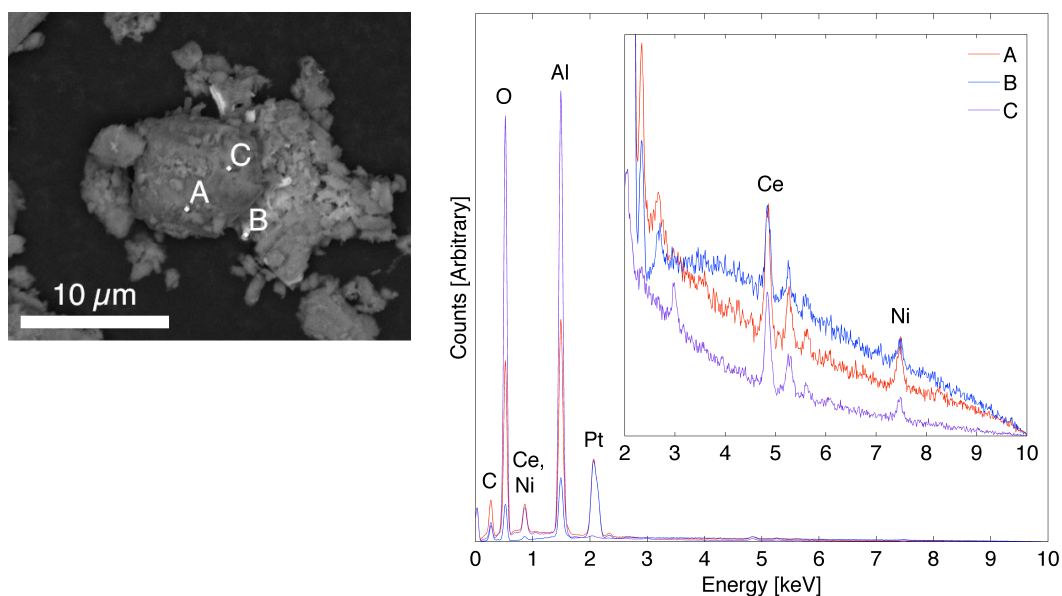 A
B
C
10 µm
Counts [Arbitrary]
Energy [keV]
0 1 2 3 4 5 6 7 8 9 10
C
O
Ce,
Ni
Al
Pt
A
B
C
Ce
Ni
2 3 4 5 6 7 8 9 10